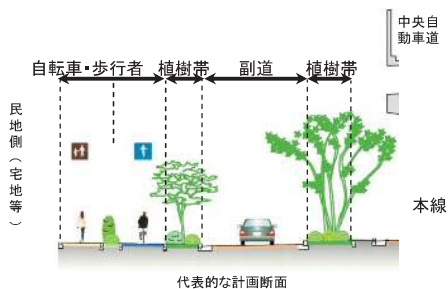 中央自
動車道
自転車・歩行者
植樹帯
副道
植樹帯
民地側（宅地等）
本線
代表的な計画断面